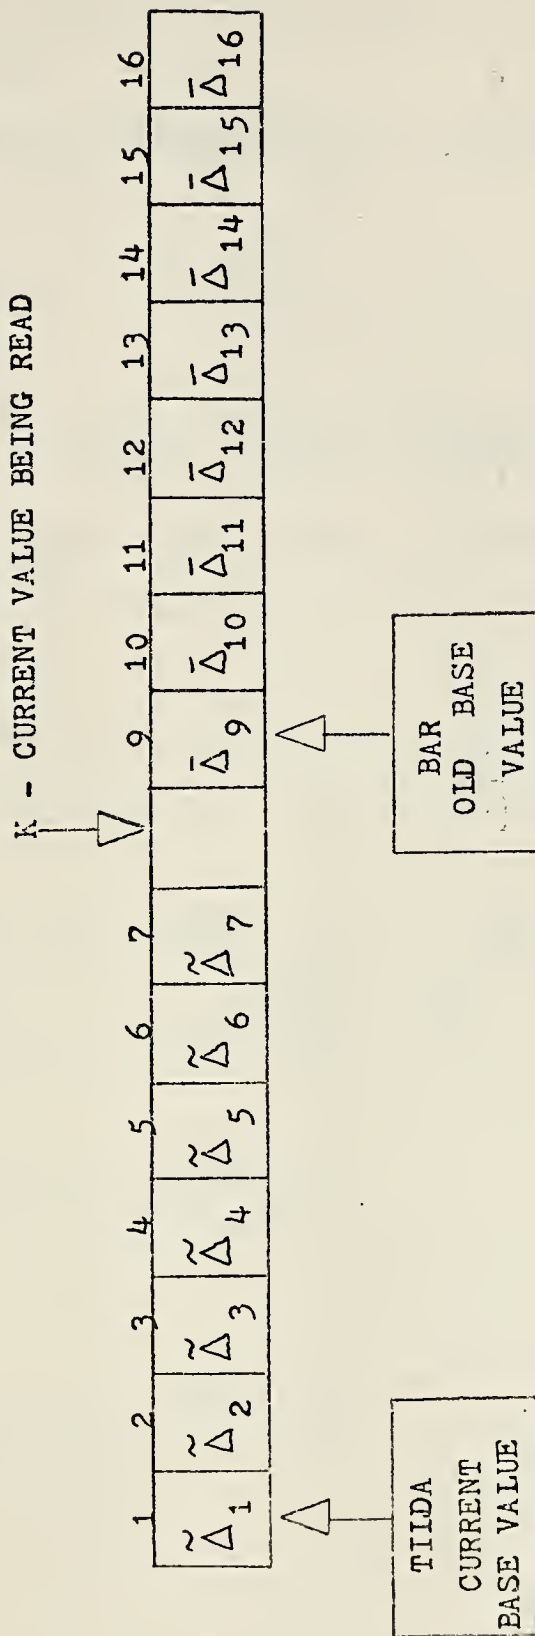 K - CURRENT VALUE BEING READ
1 2 3 4 5 6 7 9 10 11 12 13 14 15 16
Δ̃1 Δ̃2 Δ̃3 Δ̃4 Δ̃5 Δ̃6 Δ̃7 Δ̄9 Δ̄10 Δ̄11 Δ̄12 Δ̄13 Δ̄14 Δ̄15 Δ̄16
TILDA
CURRENT
BASE VALUE
BAR
OLD BASE
VALUE